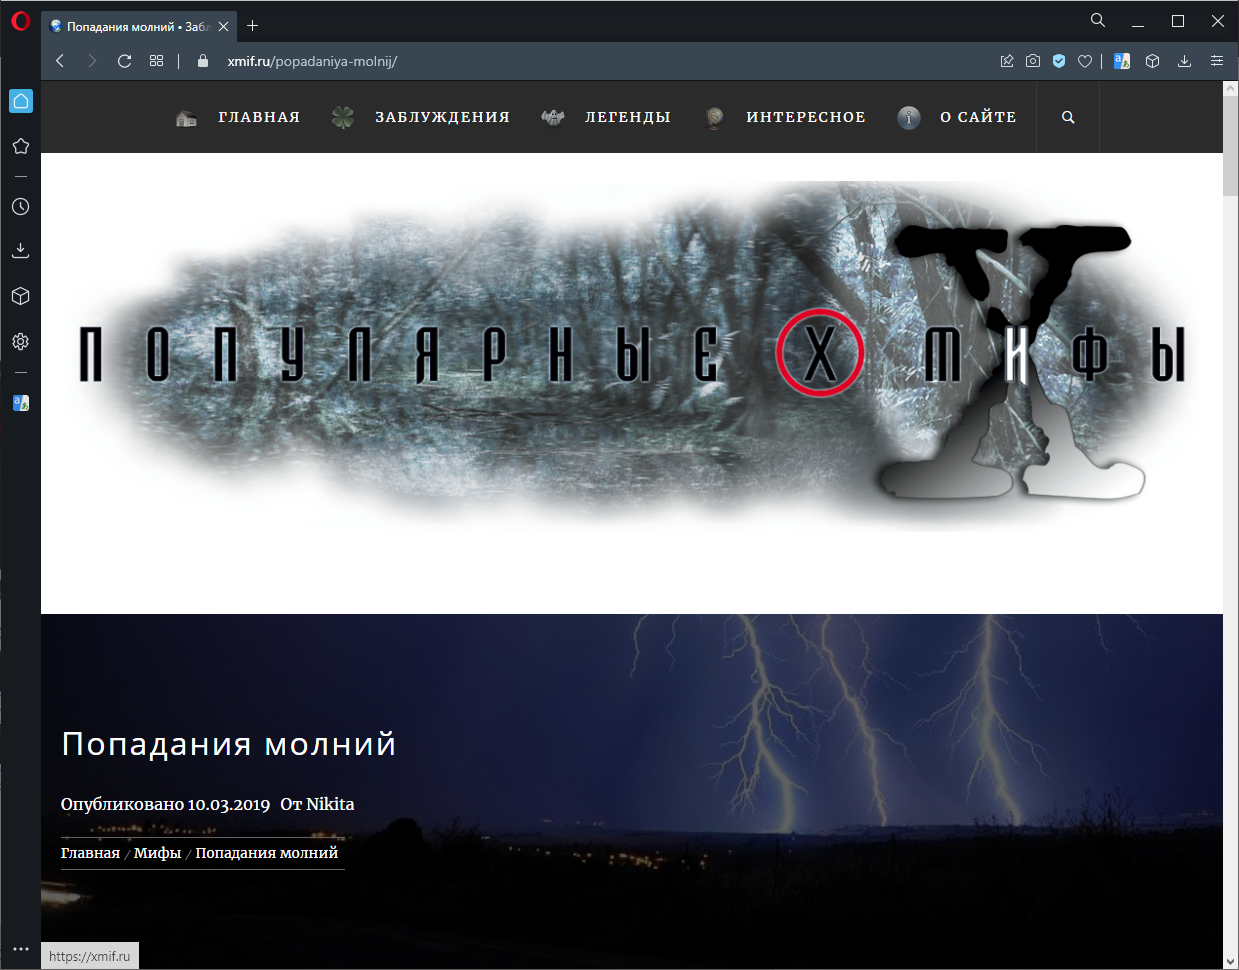 Попадания молний • Забл
xmif.ru/popadaniya-molnij/
ГЛАВНАЯ ЗАБЛУЖДЕНИЯ ЛЕГЕНДЫ ИНТЕРЕСНОЕ О САЙТЕ
ПОПУЛЯРНЫЕ Х МИФЫ
Попадания молний
Опубликовано 10.03.2019 От Nikita
Главная / Мифы / Попадания молний
https://xmif.ru